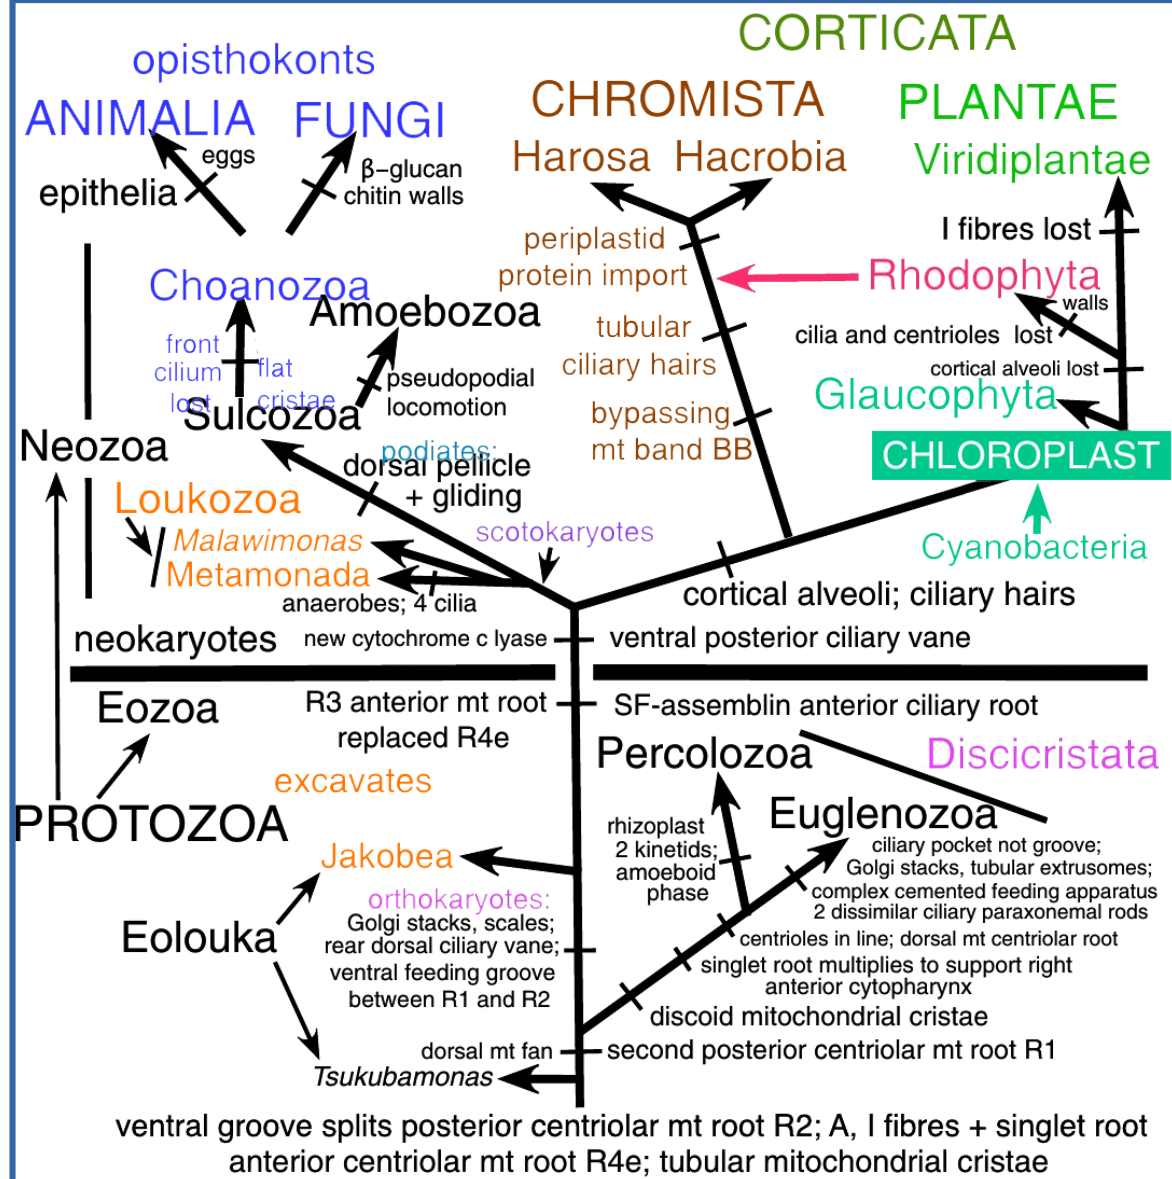 CORTICATA
opisthokonts
ANIMALIA
FUNGI
CHROMISTA
PLANTAE
Harosa
Hacrobia
Viridiplantae
eggs
epithelia
β–glucan
chitin walls
I fibres lost
periplastid
protein import
Rhodophyta
walls
Choanozoa
Amoebozoa
front
cilium
lost
flat
cristae
tubular
ciliary hairs
cilia and centrioles lost
cortical alveoli lost
pseudopodial
locomotion
Sulcozoa
Glaucophyta
bypassing
mt band BB
CHLOROPLAST
Neozoa
podiates:
dorsal pellicle
+ gliding
Loukozoa
Malawimonas
Metamonada
scotokaryotes
Cyanobacteria
anaerobes; 4 cilia
cortical alveoli; ciliary hairs
neokaryotes
new cytochrome c lyase
ventral posterior ciliary vane
Eozoa
R3 anterior mt root
replaced R4e
SF-assemblin anterior ciliary root
Percolozoa
Discicristata
excavates
PROTOZOA
Euglenozoa
rhizoplast
2 kinetids;
amoeboid
phase
ciliary pocket not groove;
Golgi stacks, tubular extrusomes;
complex cemented feeding apparatus
2 dissimilar ciliary paraxonemal rods
Jakobea
orthokaryotes:
Golgi stacks, scales;
rear dorsal ciliary vane;
ventral feeding groove
between R1 and R2
Eolouka
centrioles in line; dorsal mt centriolar root
singlet root multiplies to support right
anterior cytopharynx
discoid mitochondrial cristae
dorsal mt fan
second posterior centriolar mt root R1
Tsukubamonas
ventral groove splits posterior centriolar mt root R2; A, I fibres + singlet root
anterior centriolar mt root R4e; tubular mitochondrial cristae